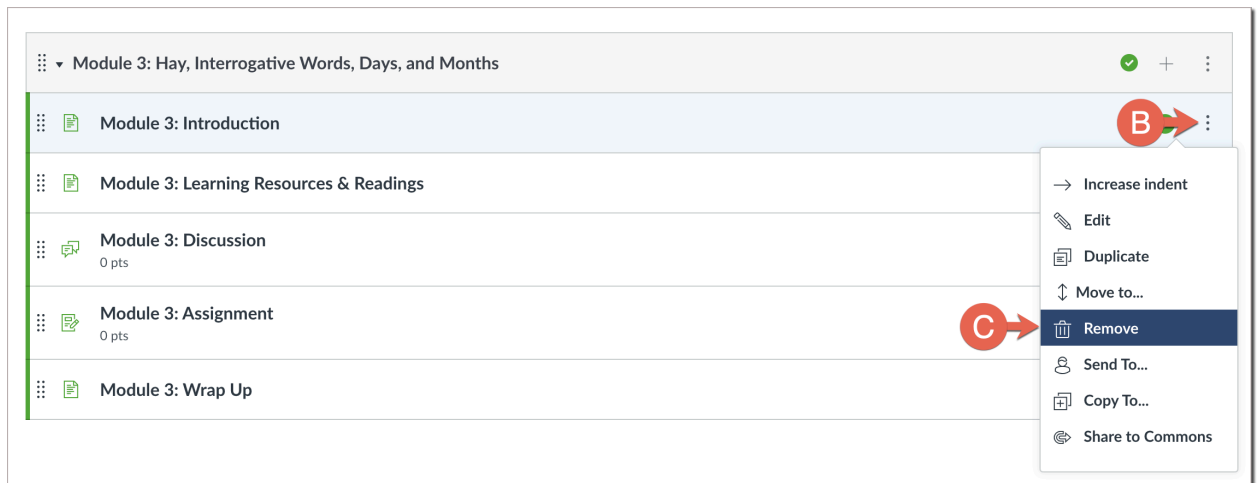 Module 3: Hay, Interrogative Words, Days, and Months
Module 3: Introduction
B
Module 3: Learning Resources & Readings
Module 3: Discussion
0 pts
Module 3: Assignment
0 pts
Module 3: Wrap Up
Increase indent
Edit
Duplicate
Move to...
C
Remove
Send To...
Copy To...
Share to Commons